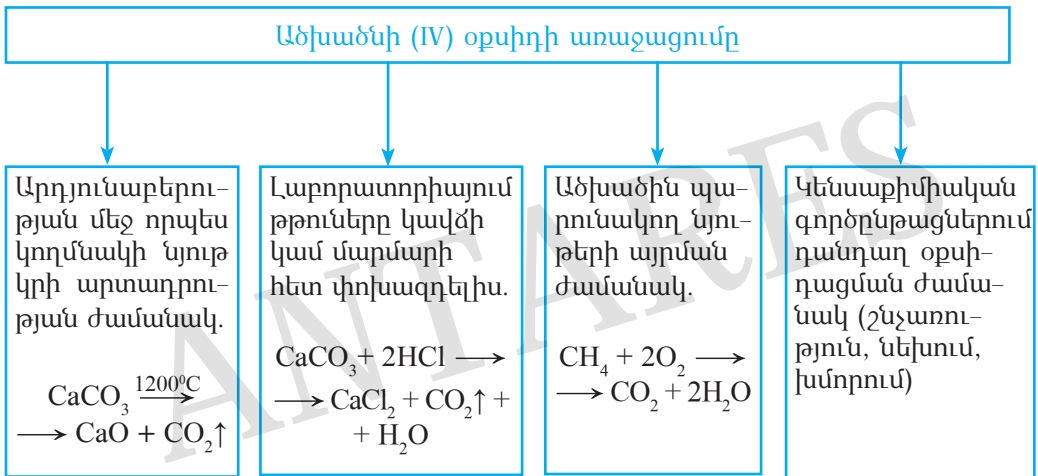 Ածխածնի (IV) օքսիդի առաջացումը
Արդյունաբերու-
թյան մեջ որպես
կողմնակի նյութ
կրի արտադրու-
թյան ժամանակ.
CaCO₃ —1200⁰C→
⟶ CaO + CO₂↑
Լաբորատորիայում
թթուները կավճի
կամ մարմարի
հետ փոխազդելիս.
CaCO₃ + 2HCl ⟶
⟶ CaCl₂ + CO₂↑ +
+ H₂O
Ածխածին պա-
րունակող նյու-
թերի այրման
ժամանակ.
CH₄ + 2O₂ ⟶
⟶ CO₂ + 2H₂O
Կենսաքիմիական
գործընթացներում
դանդաղ օքսի-
դացման ժամա-
նակ (շնչառու-
թյուն, նեխում,
խմորում)
ANTARES